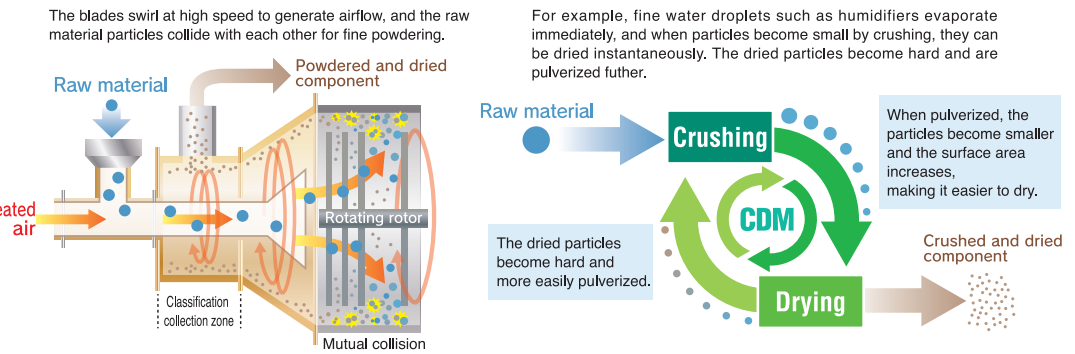 The blades swirl at high speed to generate airflow, and the raw
material particles collide with each other for fine powdering.
Powdered and dried
component
Raw material
eated
air
Rotating rotor
Classification
collection zone
Mutual collision
For example, fine water droplets such as humidifiers evaporate
immediately, and when particles become small by crushing, they can
be dried instantaneously. The dried particles become hard and are
pulverized futher.
Raw material
Crushing
When pulverized, the
particles become smaller
and the surface area
increases,
making it easier to dry.
CDM
The dried particles
become hard and
more easily pulverized.
Crushed and dried
component
Drying